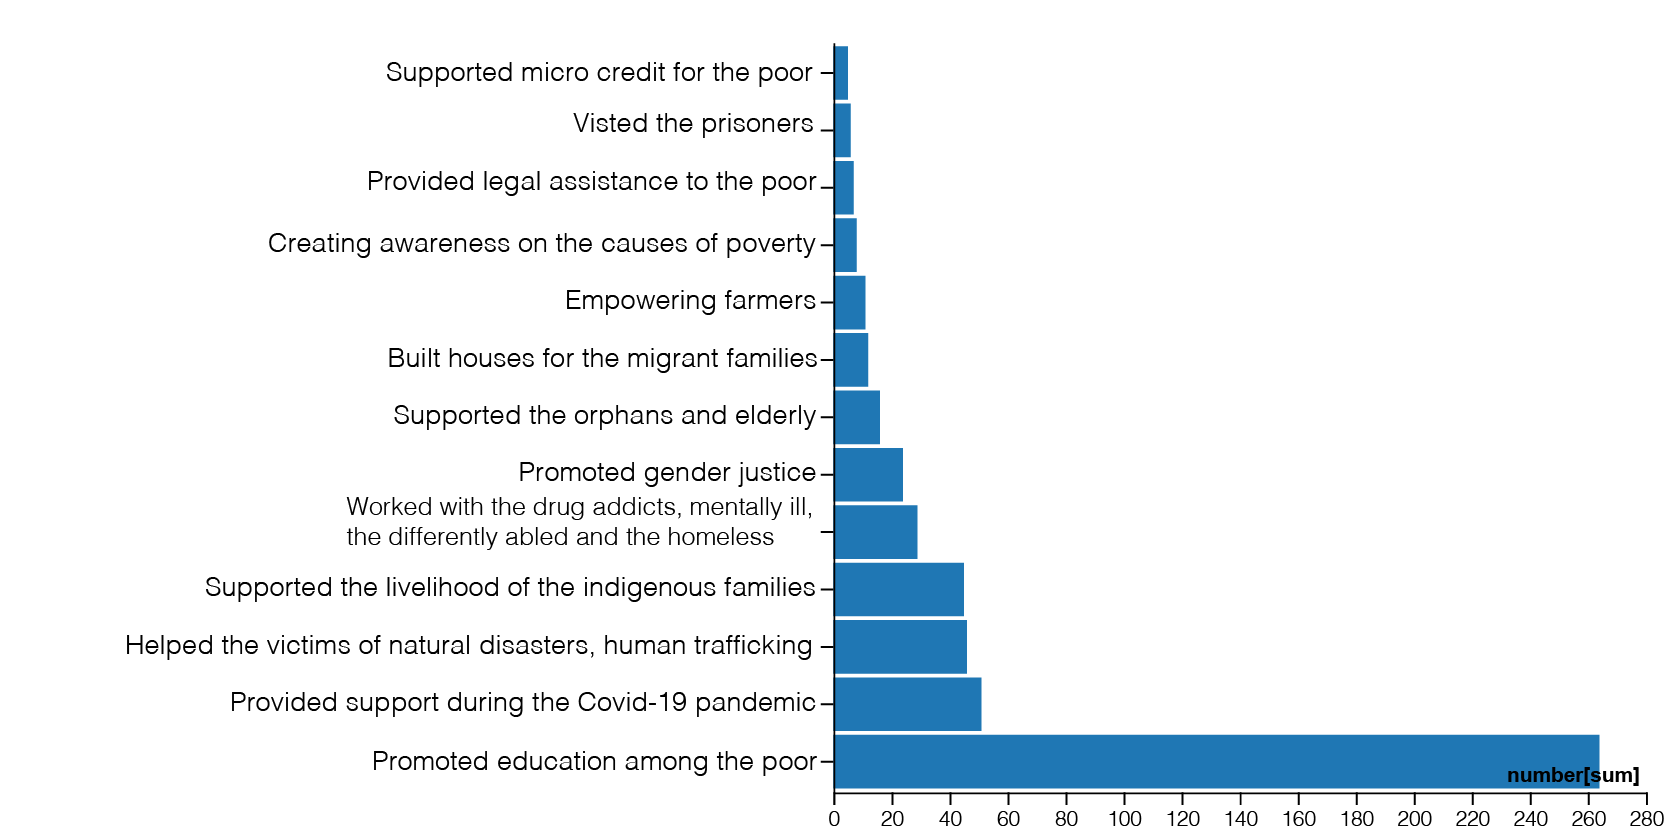 Supported micro credit for the poor
Visted the prisoners
Provided legal assistance to the poor
Creating awareness on the causes of poverty
Empowering farmers
Built houses for the migrant families
Supported the orphans and elderly
Promoted gender justice
Worked with the drug addicts, mentally ill,
the differently abled and the homeless
Supported the livelihood of the indigenous families
Helped the victims of natural disasters, human trafficking
Provided support during the Covid-19 pandemic
Promoted education among the poor
number[sum]
0 20 40 60 80 100 120 140 160 180 200 220 240 260 280